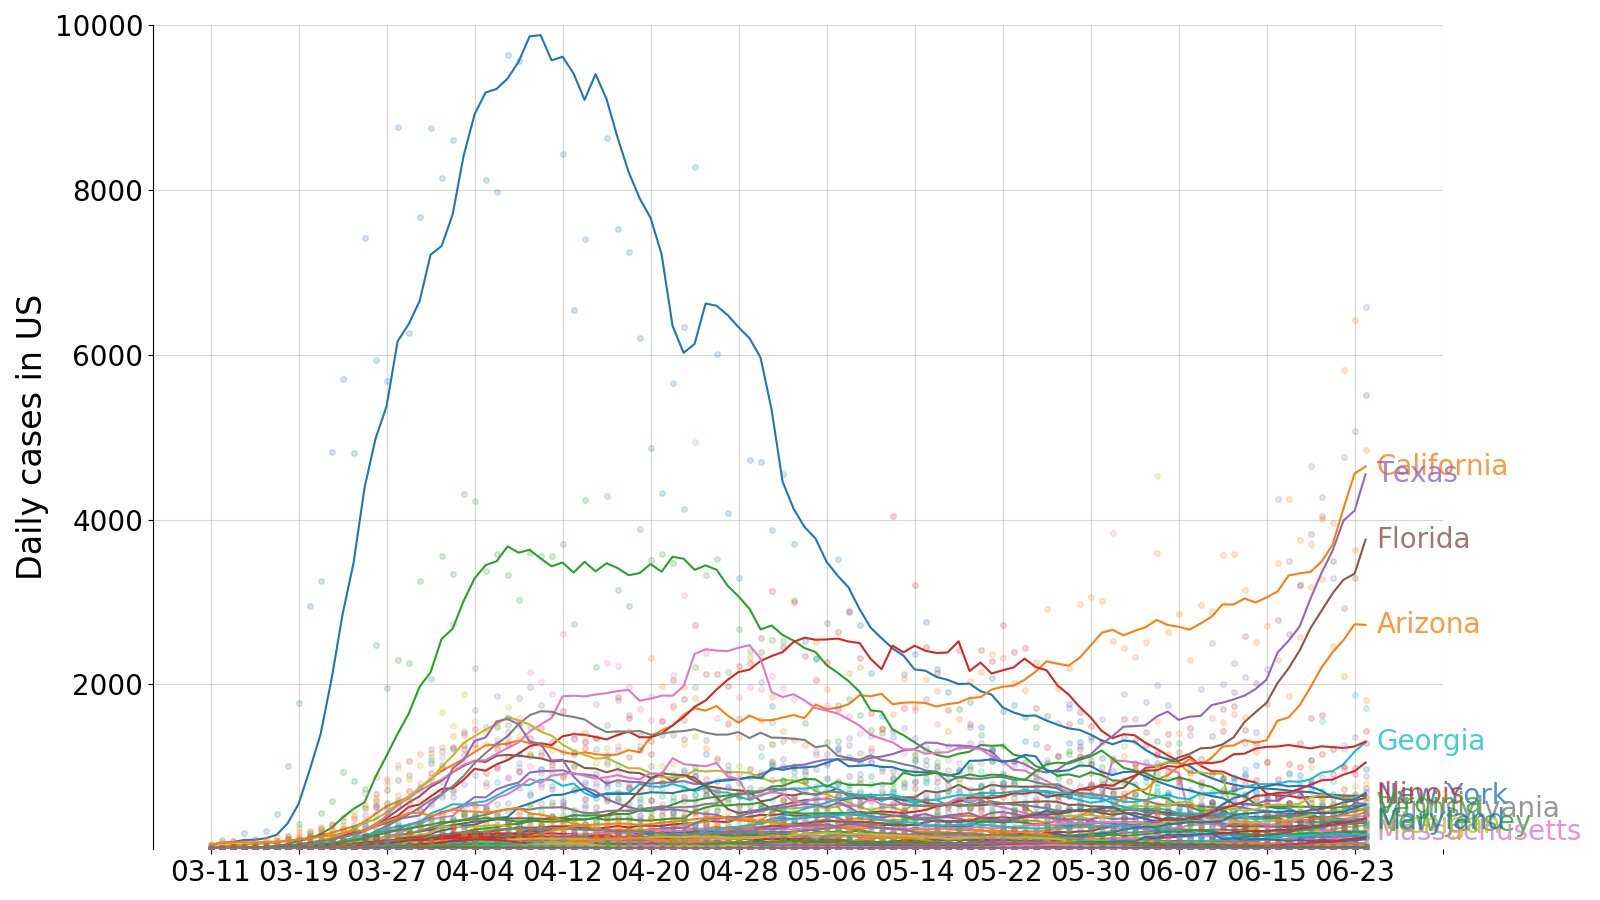 10000
8000
6000
4000
2000
Daily cases in US
California
Texas
Florida
Arizona
Georgia
Illinois
Maryland
Massachusetts
03-11 03-19 03-27 04-04 04-12 04-20 04-28 05-06 05-14 05-22 05-30 06-07 06-15 06-23